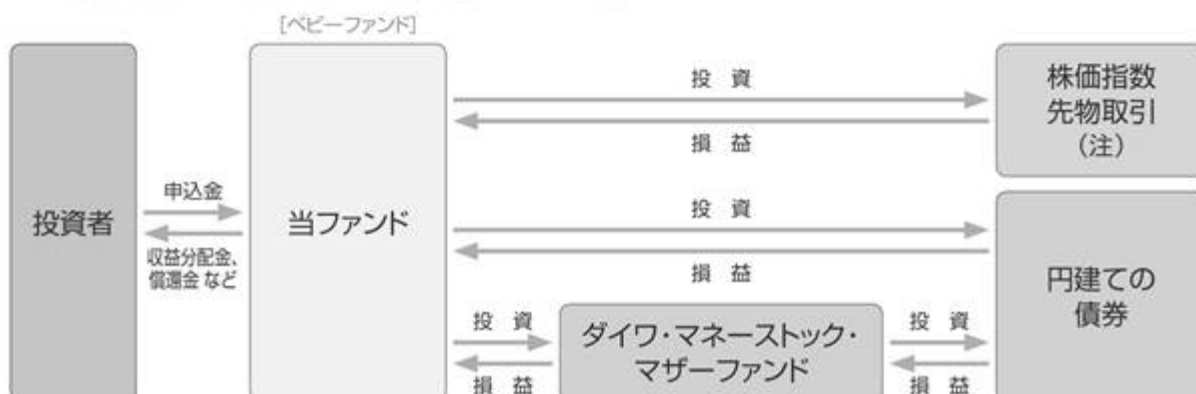 [ベビーファンド]
投資者
申込金
収益分配金、
償還金 など
当ファンド
投 資
損 益
株価指数
先物取引
(注)
投 資
損 益
円建ての
債券
投 資
損 益
ダイワ・マネーストック・
マザーファンド
投 資
損 益